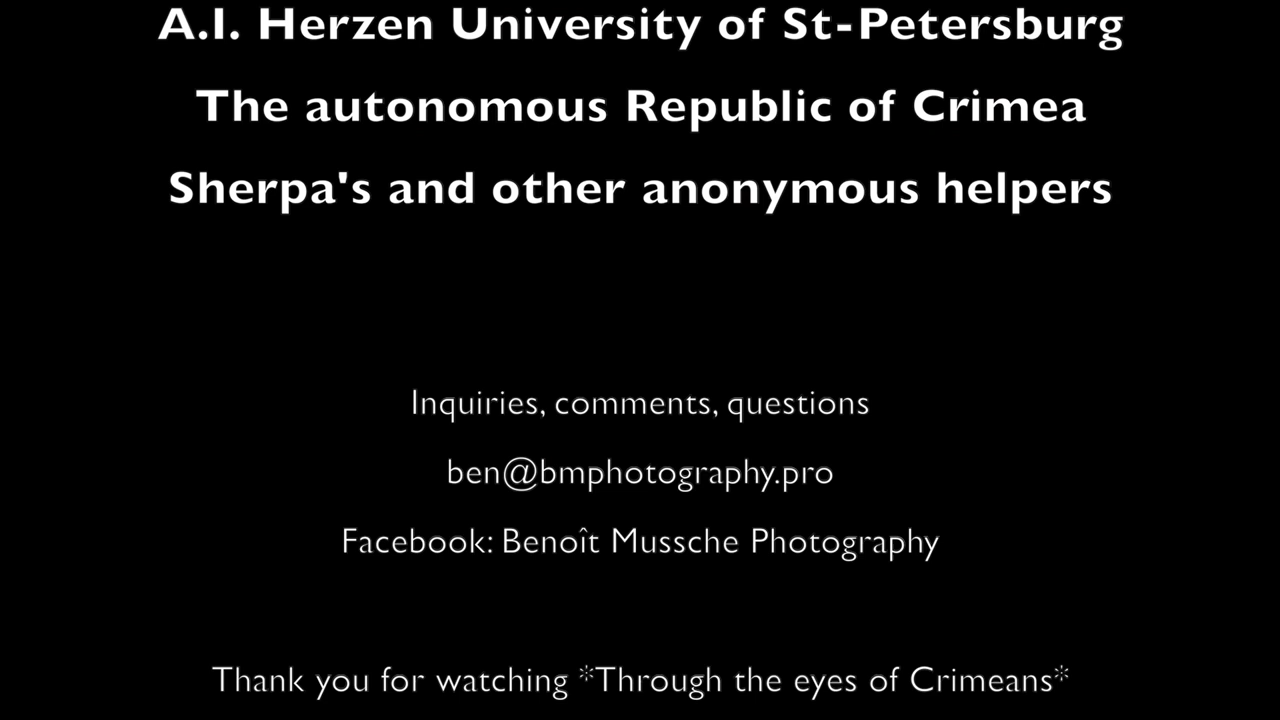 A.I. Herzen University of St-Petersburg
The autonomous Republic of Crimea
Sherpa's and other anonymous helpers
Inquiries, comments, questions
ben@bmphotography.pro
Facebook: Benoît Mussche Photography
Thank you for watching *Through the eyes of Crimeans*